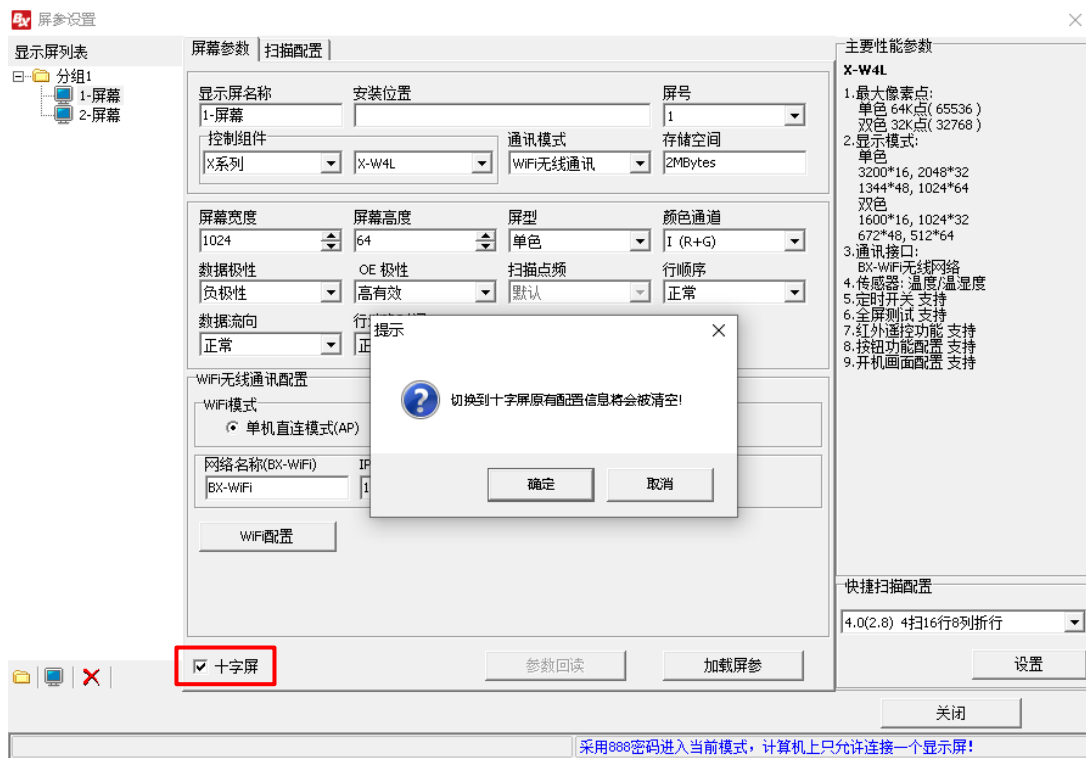 BX 屏参设置
显示屏列表
分组1
1-屏幕
2-屏幕
屏幕参数 扫描配置
显示屏名称 安装位置 屏号
1-屏幕 1
控制组件 通讯模式 存储空间
X系列 X-W4L WiFi无线通讯 2MBytes
屏幕宽度 屏幕高度 屏型 颜色通道
1024 64 单色 I (R+G)
数据极性 OE 极性 扫描点频 行顺序
负极性 高有效 默认 正常
数据流向 行
正常 正
WiFi无线通讯配置
WiFi模式
单机直连模式(AP)
网络名称(BX-WiFi) IP
BX-WiFi 1
WiFi配置
十字屏 参数回读 加载屏参
提示
切换到十字屏原有配置信息将会被清空!
确定 取消
主要性能参数
X-W4L
1.最大像素点:
单色 64K点( 65536 )
双色 32K点( 32768 )
2.显示模式:
单色
3200*16, 2048*32
1344*48, 1024*64
双色
1600*16, 1024*32
672*48, 512*64
3.通讯接口:
BX-WiFi无线网络
4.传感器: 温度/温湿度
5.定时开关 支持
6.全屏测试 支持
7.红外遥控功能 支持
8.按钮功能配置 支持
9.开机画面配置 支持
快捷扫描配置
4.0(2.8) 4扫16行8列折行
设置
关闭
采用888密码进入当前模式，计算机上只允许连接一个显示屏!